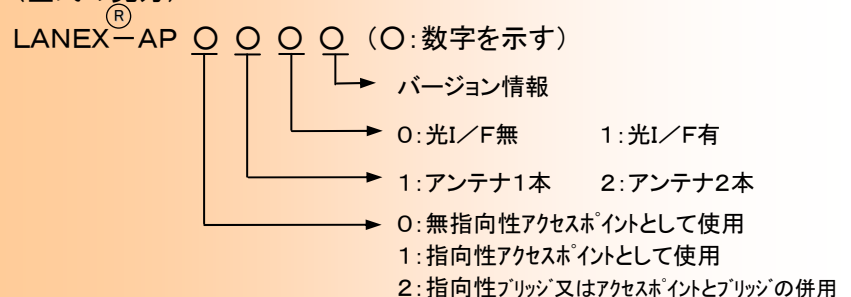 Ⓡ
LANEX-AP ○ ○ ○ ○ (○:数字を示す)
バージョン情報
0:光I/F無 1:光I/F有
1:アンテナ1本 2:アンテナ2本
0:無指向性アクセスポイントとして使用
1:指向性アクセスポイントとして使用
2:指向性ブリッジ又はアクセスポイントとブリッジの併用